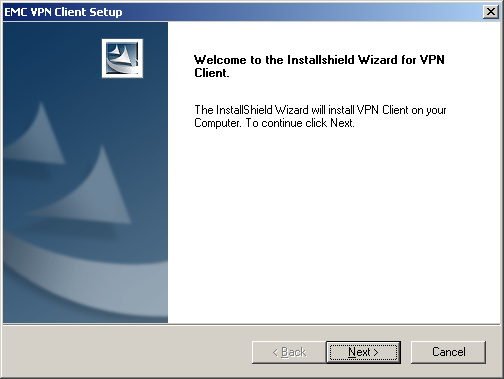 EMC VPN Client Setup
Welcome to the Installshield Wizard for VPN
Client.
The InstallShield Wizard will install VPN Client on your
Computer. To continue click Next.
< Back
Next >
Cancel